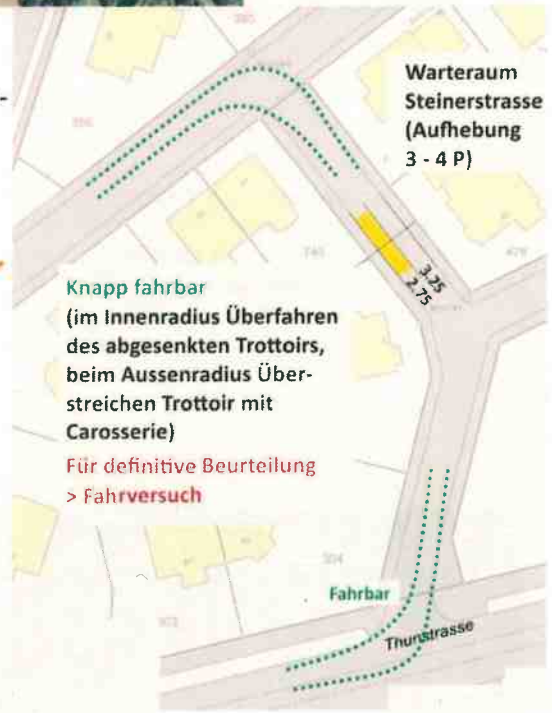 Warteraum
Steinerstrasse
(Aufhebung
3 - 4 P)
3.25
2.75
Knapp fahrbar
(im Innenradius Überfahren
des abgesenkten Trottoirs,
beim Aussenradius Über-
streichen Trottoir mit
Carosserie)
Für definitive Beurteilung
> Fahrversuch
Fahrbar
Thunstrasse